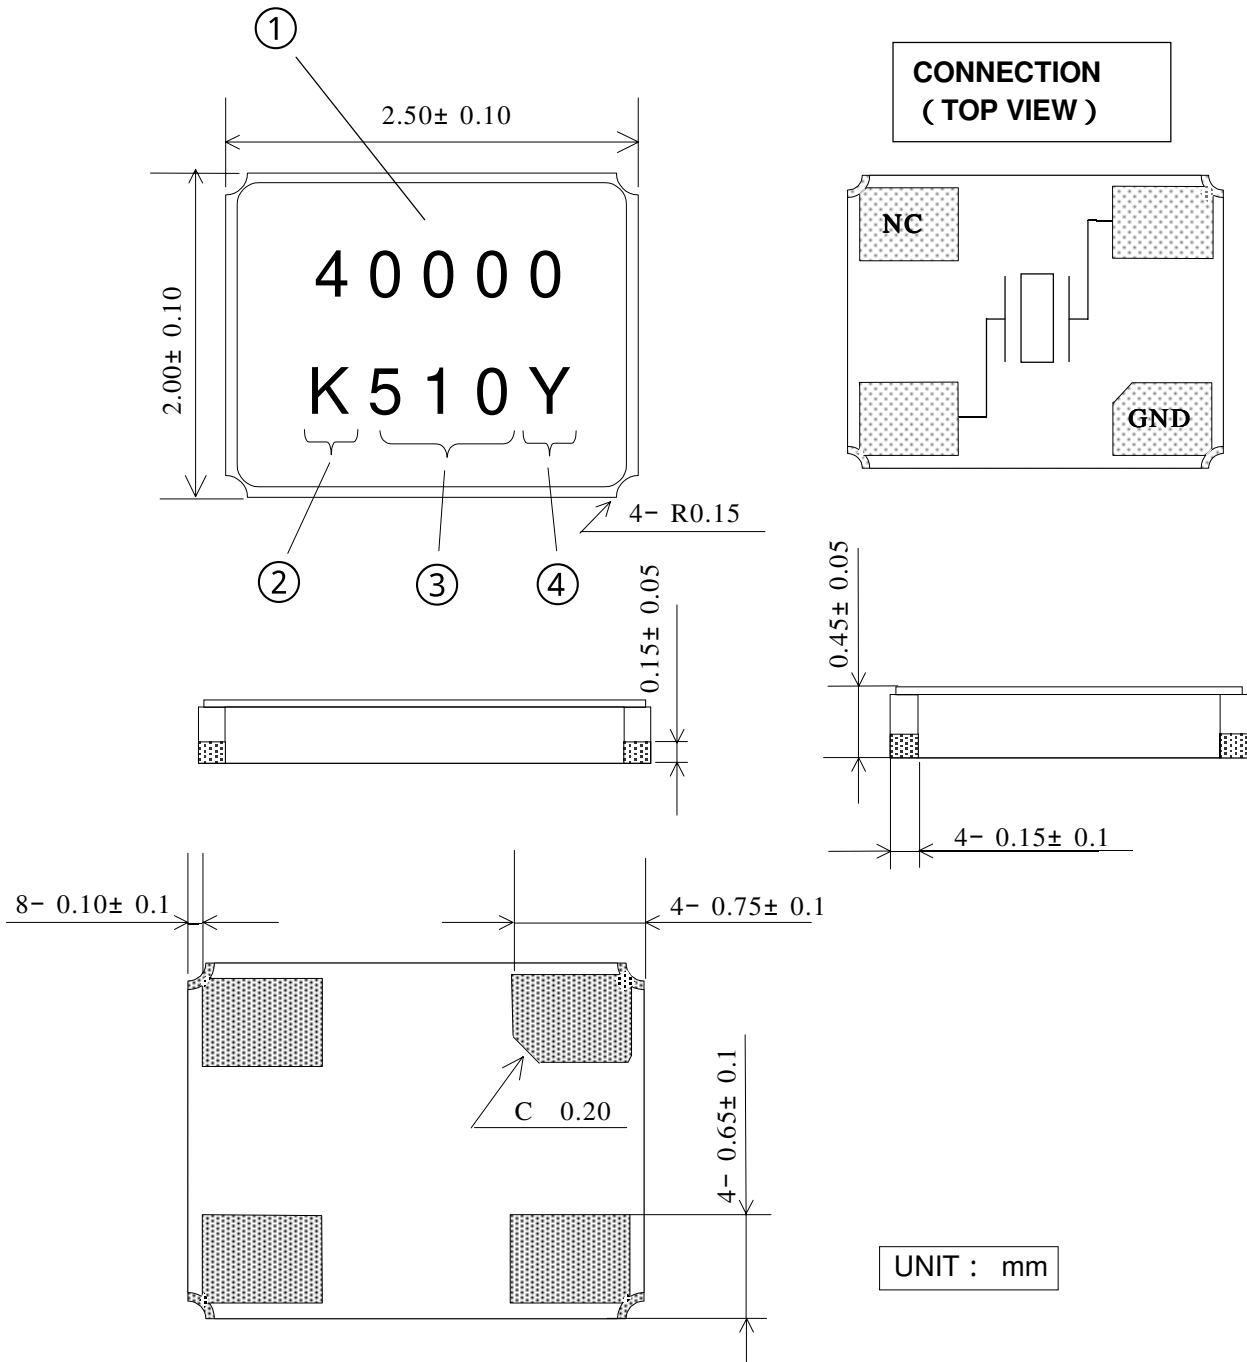 ①
2.50± 0.10
CONNECTION
( TOP VIEW )
2.00± 0.10
40000
K510Y
NC
GND
4- R0.15
②
③
④
0.15± 0.05
0.45± 0.05
4- 0.15± 0.1
8- 0.10± 0.1
4- 0.75± 0.1
C 0.20
4- 0.65± 0.1
UNIT : mm